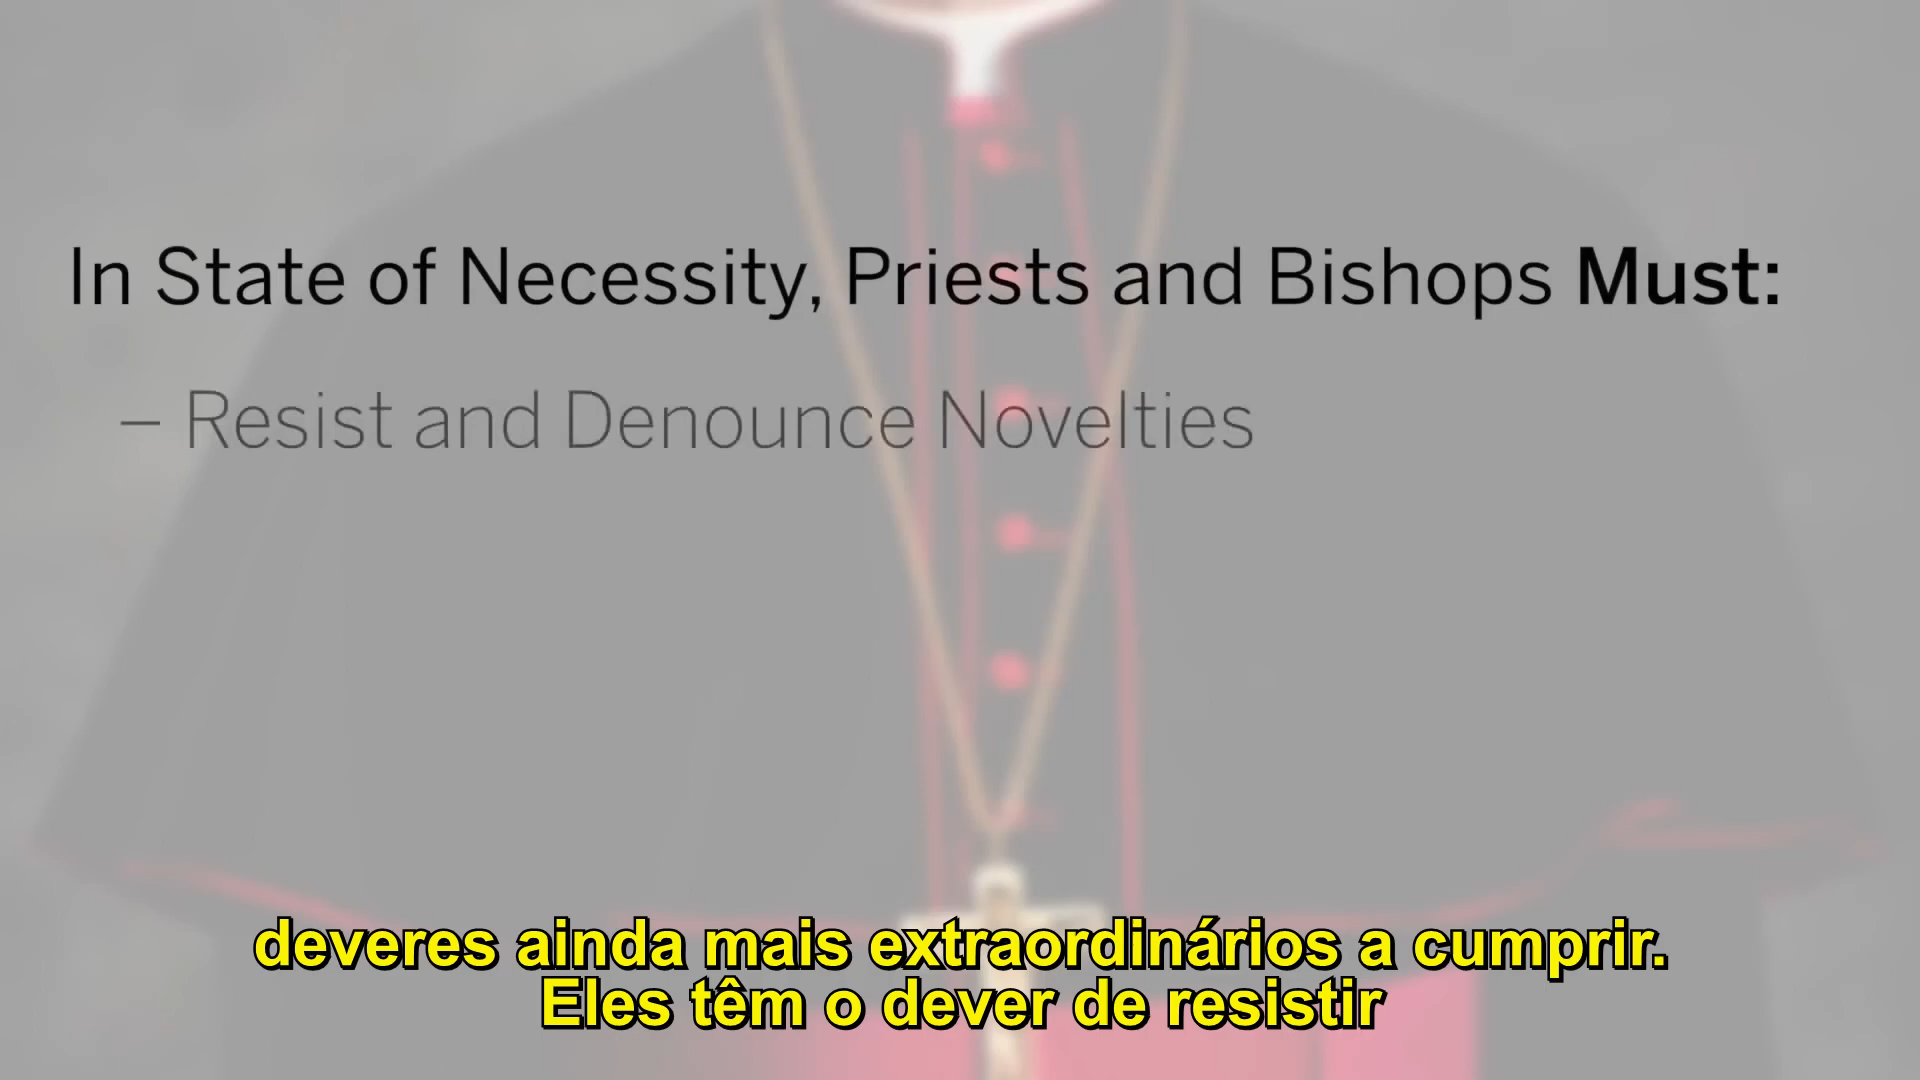 In State of Necessity, Priests and Bishops Must:
– Resist and Denounce Novelties
deveres ainda mais extraordinários a cumprir.
Eles têm o dever de resistir